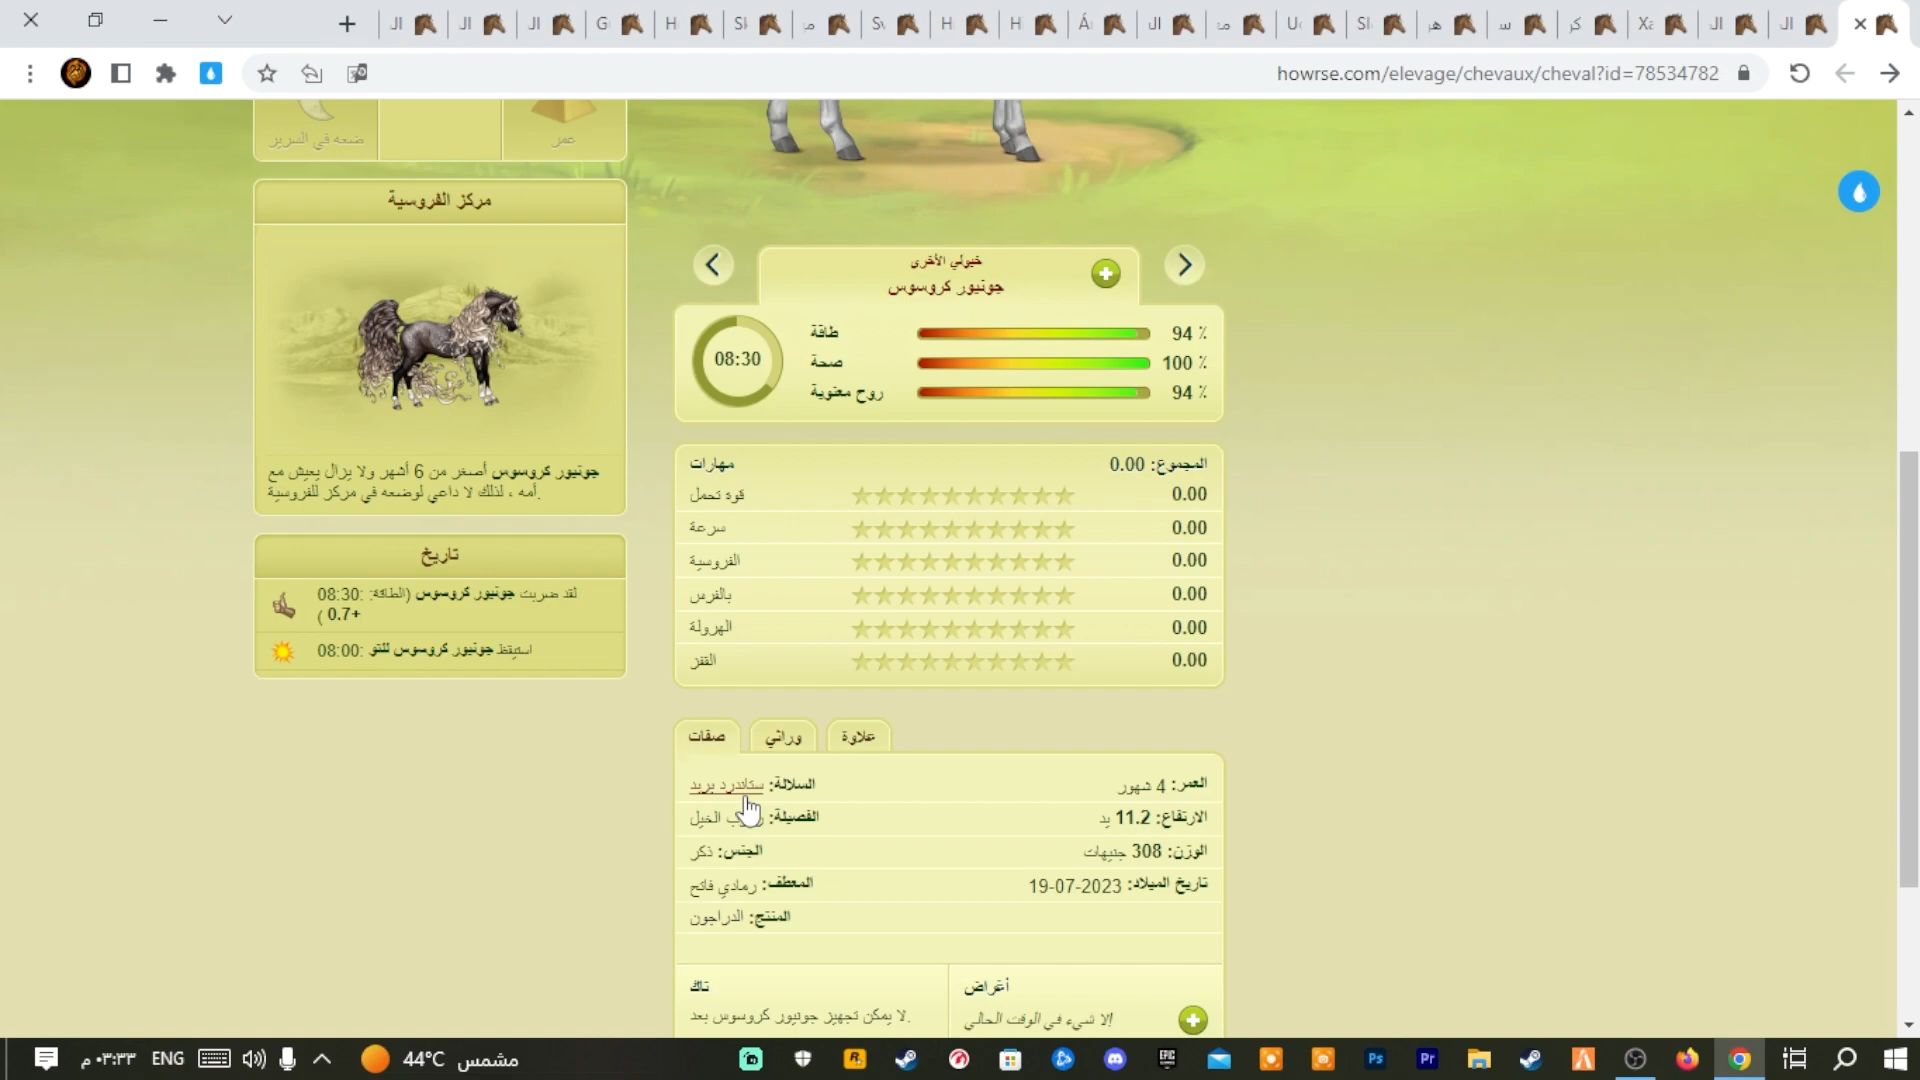 howrse.com/elevage/chevaux/cheval?id=78534782
ضعه في السرير
عمر
مركز الفروسية
جونيور كروسوس أصغر من 6 أشهر ولا يزال يعيش مع
أمه ، لذلك لا داعي لوضعه في مركز للفروسية.
تاريخ
08:30: لقد ضربت جونيور كروسوس (الطاقة:
+0.7 )
08:00: استيقظ جونيور كروسوس للتو
خيولي الأخرى
جونيور كروسوس
08:30
طاقة 94 %
صحة 100 %
روح معنوية 94 %
مهارات المجموع: 0.00
قوة تحمل 0.00
سرعة 0.00
الفروسية 0.00
بالفرس 0.00
الهرولة 0.00
القفز 0.00
صفات وراثي علاوة
السلالة: ستاندرد بريد العمر: 4 شهور
الفصيلة: الخيل الارتفاع: 11.2 يد
الجنس: ذكر الوزن: 308 جنيهات
المعطف: رمادي فاتح تاريخ الميلاد: 19-07-2023
المنتج: الدراجون
تاك أغراض
لا يمكن تجهيز جونيور كروسوس بعد. لا شيء في الوقت الحالي!
٠٣:٣٣ م ENG 44°C مشمس